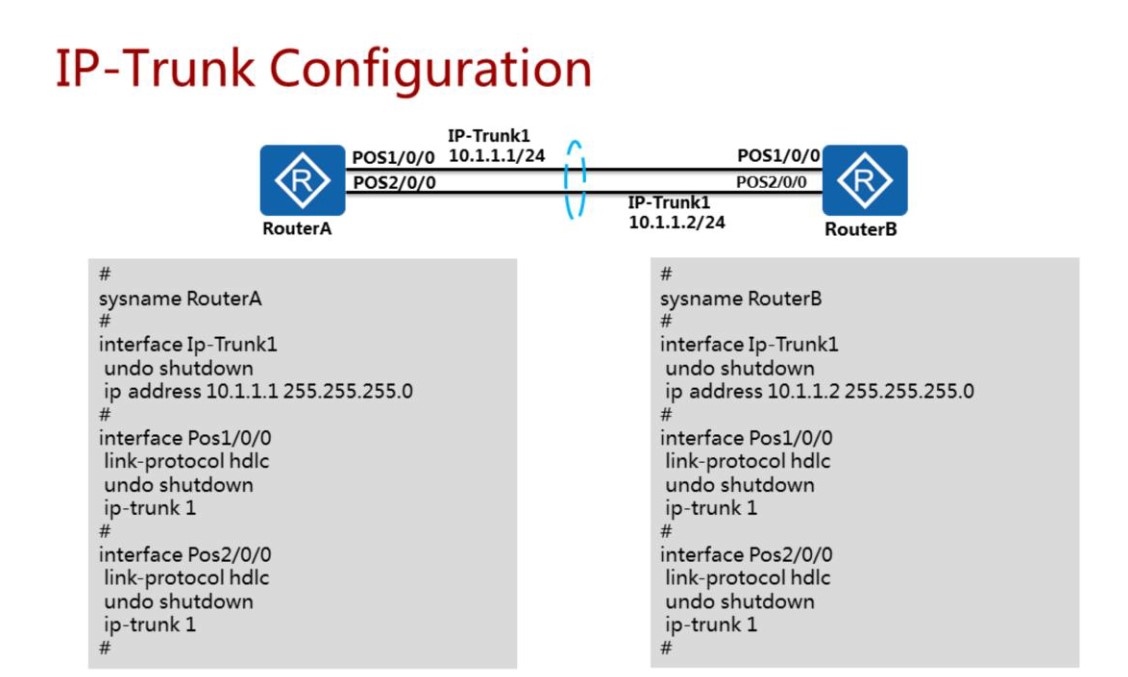 IP-Trunk Configuration
IP-Trunk1
POS1/0/0 10.1.1.1/24
POS1/0/0
POS2/0/0
POS2/0/0
IP-Trunk1
10.1.1.2/24
R
R
RouterA
RouterB
#
sysname RouterA
#
interface Ip-Trunk1
undo shutdown
ip address 10.1.1.1 255.255.255.0
#
interface Pos1/0/0
link-protocol hdlc
undo shutdown
ip-trunk 1
#
interface Pos2/0/0
link-protocol hdlc
undo shutdown
ip-trunk 1
#
#
sysname RouterB
#
interface Ip-Trunk1
undo shutdown
ip address 10.1.1.2 255.255.255.0
#
interface Pos1/0/0
link-protocol hdlc
undo shutdown
ip-trunk 1
#
interface Pos2/0/0
link-protocol hdlc
undo shutdown
ip-trunk 1
#